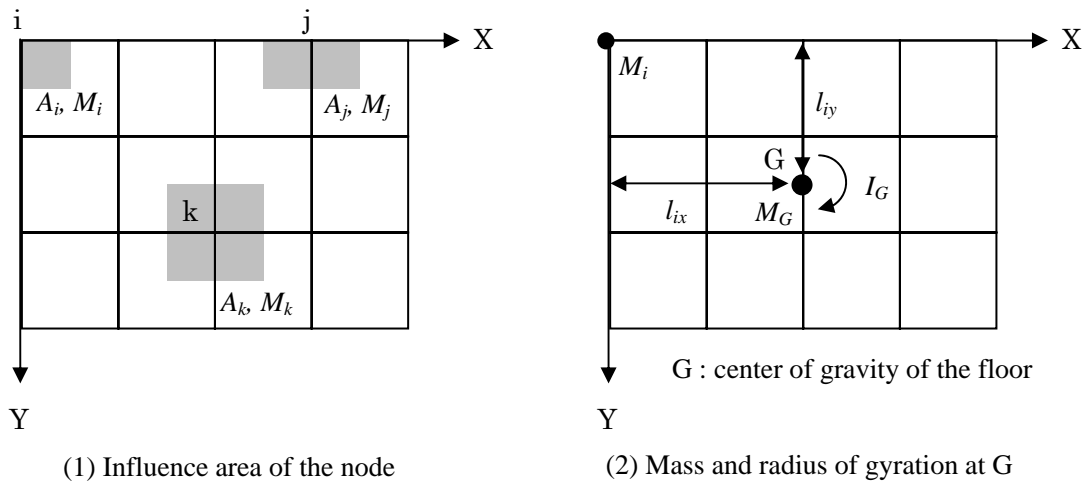 i
j
X
A_i, M_i
A_j, M_j
k
A_k, M_k
Y
(1) Influence area of the node
X
M_i
l_iy
G
I_G
l_ix
M_G
G : center of gravity of the floor
Y
(2) Mass and radius of gyration at G